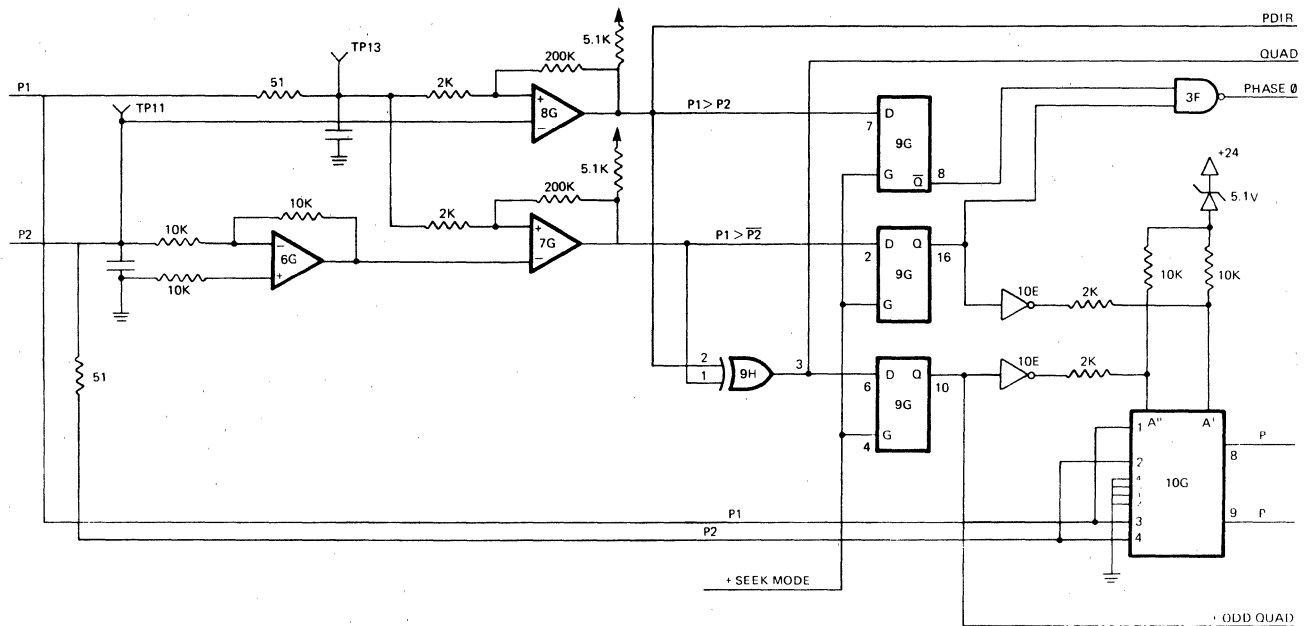 PDIR
TP13
5.1K
200K
QUAD
P1
51
2K
TP11
+
8G
−
P1 > P2
D
7
9G
G
Q̅
8
3F
PHASE 0
+24
5.1V
5.1K
10K
200K
2K
P2
10K
−
6G
+
10K
+
7G
−
P1 > P̅2̅
D
Q
2
9G
16
G
10K
10K
10E
2K
51
2
1
9H
3
D
Q
6
9G
10
G
4
10E
2K
A''
A'
1
2
10G
P
8
P1
3
9
P2
4
+ SEEK MODE
ODD QUAD